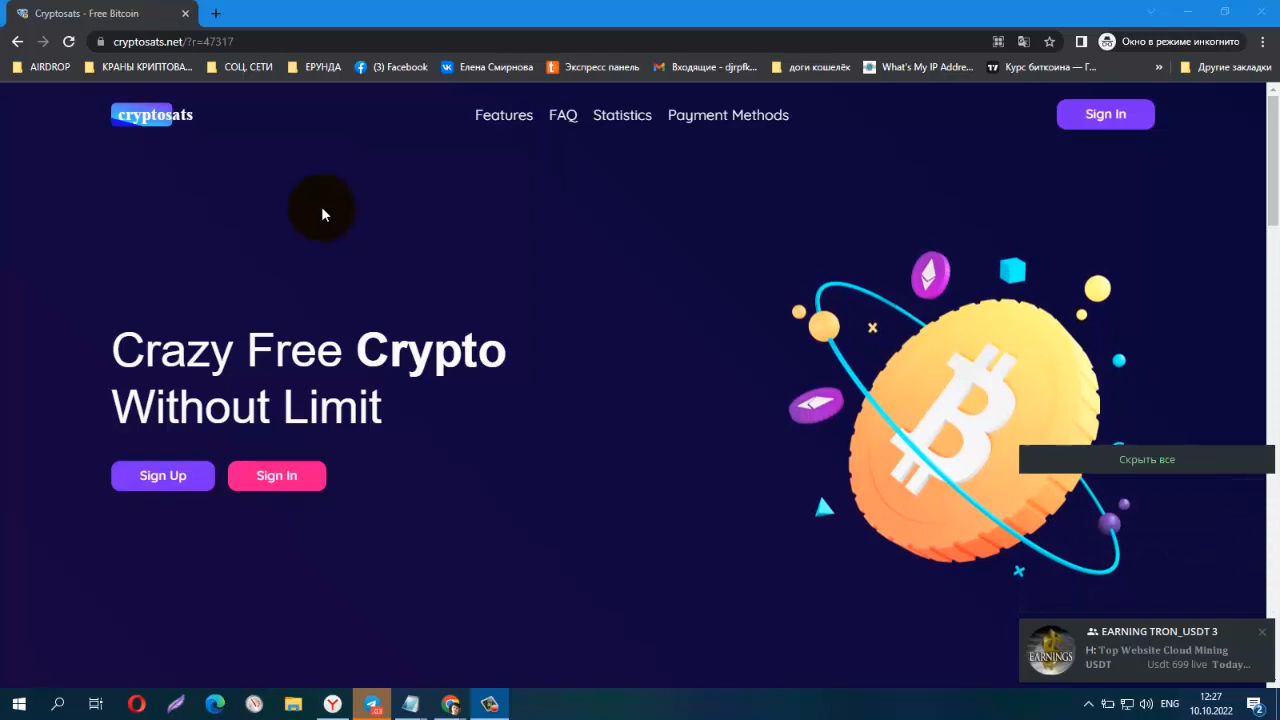 Cryptosats - Free Bitcoin
cryptosats.net/?r=47317
Окно в режиме инкогнито
AIRDROP
КРАНЫ КРИПТОВА...
СОЦ. СЕТИ
ЕРУНДА
(3) Facebook
Елена Смирнова
Экспресс панель
Входящие - djrpfk...
доги кошелёк
What's My IP Addre...
Курс биткоина — Г...
»
Другие закладки
cryptosats
Features
FAQ
Statistics
Payment Methods
Sign In
Crazy Free Crypto
Without Limit
Sign Up
Sign In
Скрыть все
EARNING TRON_USDT 3
EARNINGS
H: Top Website Cloud Mining
USDT Usdt 699 live Today...
ENG
12:27
10.10.2022
2